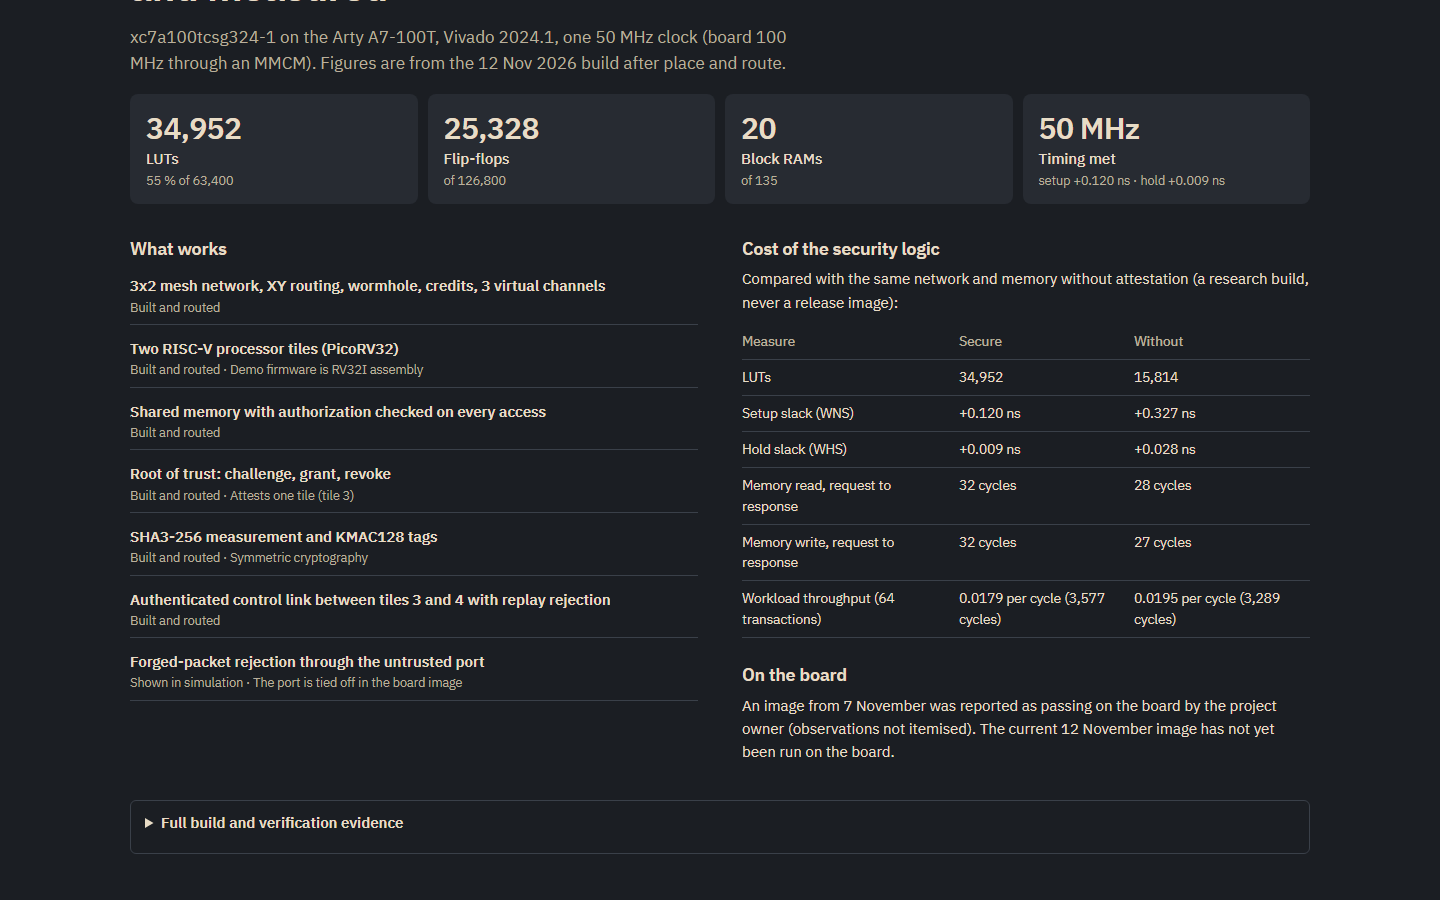 xc7a100tcsg324-1 on the Arty A7-100T, Vivado 2024.1, one 50 MHz clock (board 100
MHz through an MMCM). Figures are from the 12 Nov 2026 build after place and route.
34,952
LUTs
55 % of 63,400
25,328
Flip-flops
of 126,800
20
Block RAMs
of 135
50 MHz
Timing met
setup +0.120 ns · hold +0.009 ns
What works
3x2 mesh network, XY routing, wormhole, credits, 3 virtual channels
Built and routed
Two RISC-V processor tiles (PicoRV32)
Built and routed · Demo firmware is RV32I assembly
Shared memory with authorization checked on every access
Built and routed
Root of trust: challenge, grant, revoke
Built and routed · Attests one tile (tile 3)
SHA3-256 measurement and KMAC128 tags
Built and routed · Symmetric cryptography
Authenticated control link between tiles 3 and 4 with replay rejection
Built and routed
Forged-packet rejection through the untrusted port
Shown in simulation · The port is tied off in the board image
Cost of the security logic
Compared with the same network and memory without attestation (a research build,
never a release image):
Measure Secure Without
LUTs 34,952 15,814
Setup slack (WNS) +0.120 ns +0.327 ns
Hold slack (WHS) +0.009 ns +0.028 ns
Memory read, request to 32 cycles 28 cycles
response
Memory write, request to 32 cycles 27 cycles
response
Workload throughput (64 0.0179 per cycle (3,577 0.0195 per cycle (3,289
transactions) cycles) cycles)
On the board
An image from 7 November was reported as passing on the board by the project
owner (observations not itemised). The current 12 November image has not yet
been run on the board.
Full build and verification evidence